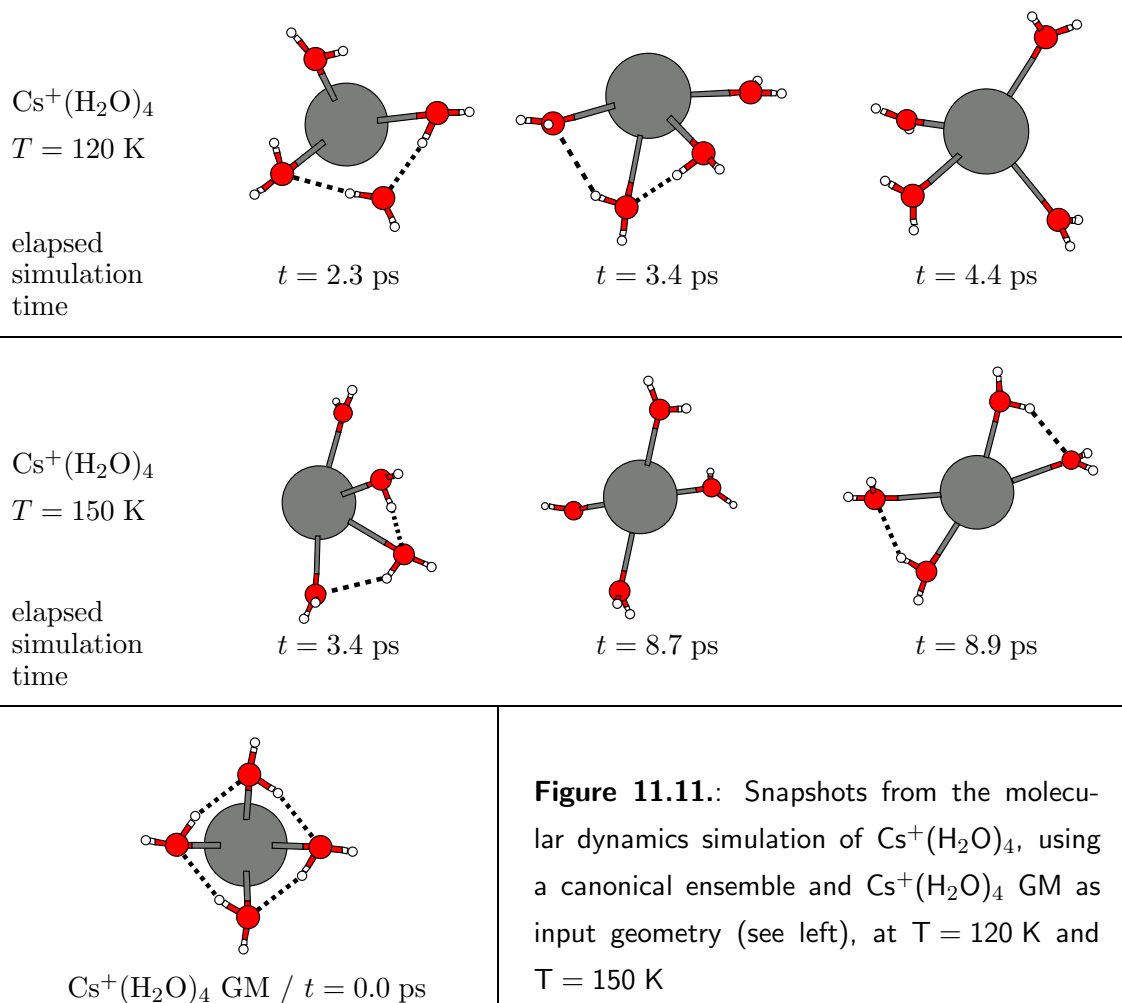 Cs⁺(H₂O)₄
T = 120 K
elapsed
simulation
time
t = 2.3 ps
t = 3.4 ps
t = 4.4 ps
Cs⁺(H₂O)₄
T = 150 K
elapsed
simulation
time
t = 3.4 ps
t = 8.7 ps
t = 8.9 ps
Cs⁺(H₂O)₄ GM / t = 0.0 ps
Figure 11.11.: Snapshots from the molecu-
lar dynamics simulation of Cs⁺(H₂O)₄, using
a canonical ensemble and Cs⁺(H₂O)₄ GM as
input geometry (see left), at T = 120 K and
T = 150 K